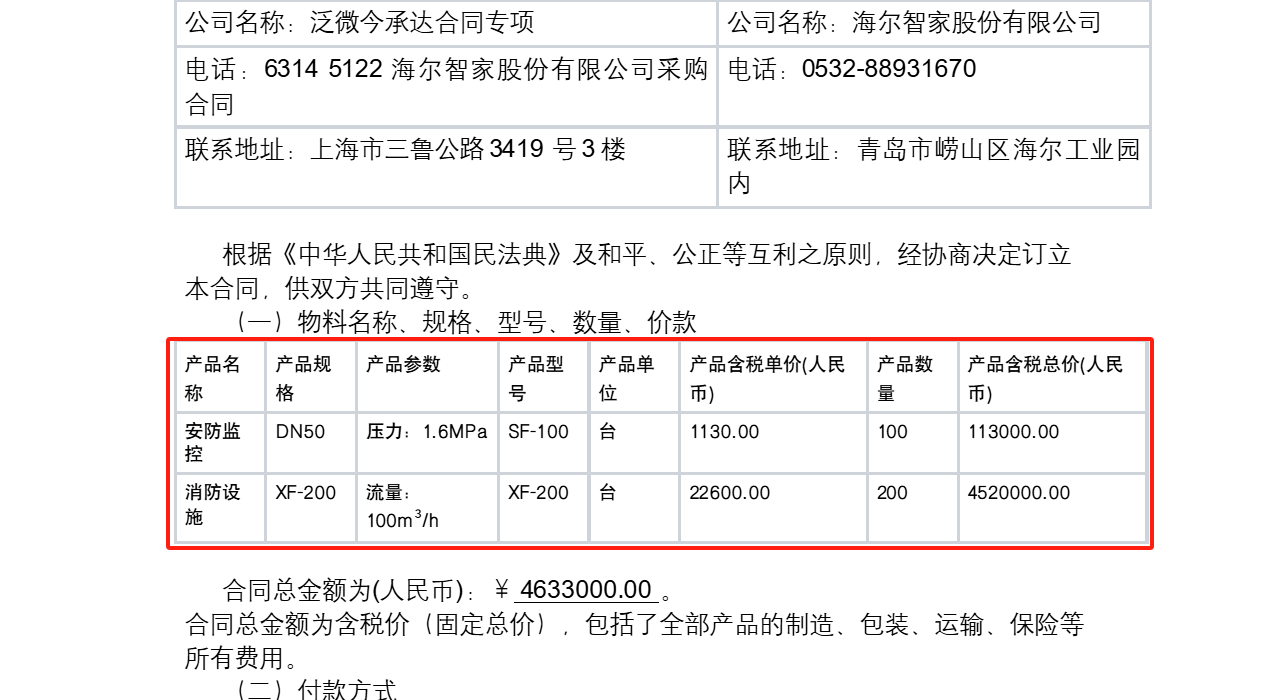 公司名称：泛微今承达合同专项
公司名称：海尔智家股份有限公司
电话：6314 5122 海尔智家股份有限公司采购
合同
电话：0532-88931670
联系地址：上海市三鲁公路 3419 号 3 楼
联系地址：青岛市崂山区海尔工业园
内
根据《中华人民共和国民法典》及和平、公正等互利之原则，经协商决定订立
本合同，供双方共同遵守。
（一）物料名称、规格、型号、数量、价款
产品名
称
产品规
格
产品参数
产品型
号
产品单
位
产品含税单价(人民
币)
产品数
量
产品含税总价(人民
币)
安防监
控
DN50
压力：1.6MPa
SF-100
台
1130.00
100
113000.00
消防设
施
XF-200
流量：
100m³/h
XF-200
台
22600.00
200
4520000.00
合同总金额为(人民币)：￥ 4633000.00 。
合同总金额为含税价（固定总价），包括了全部产品的制造、包装、运输、保险等
所有费用。
（二）付款方式